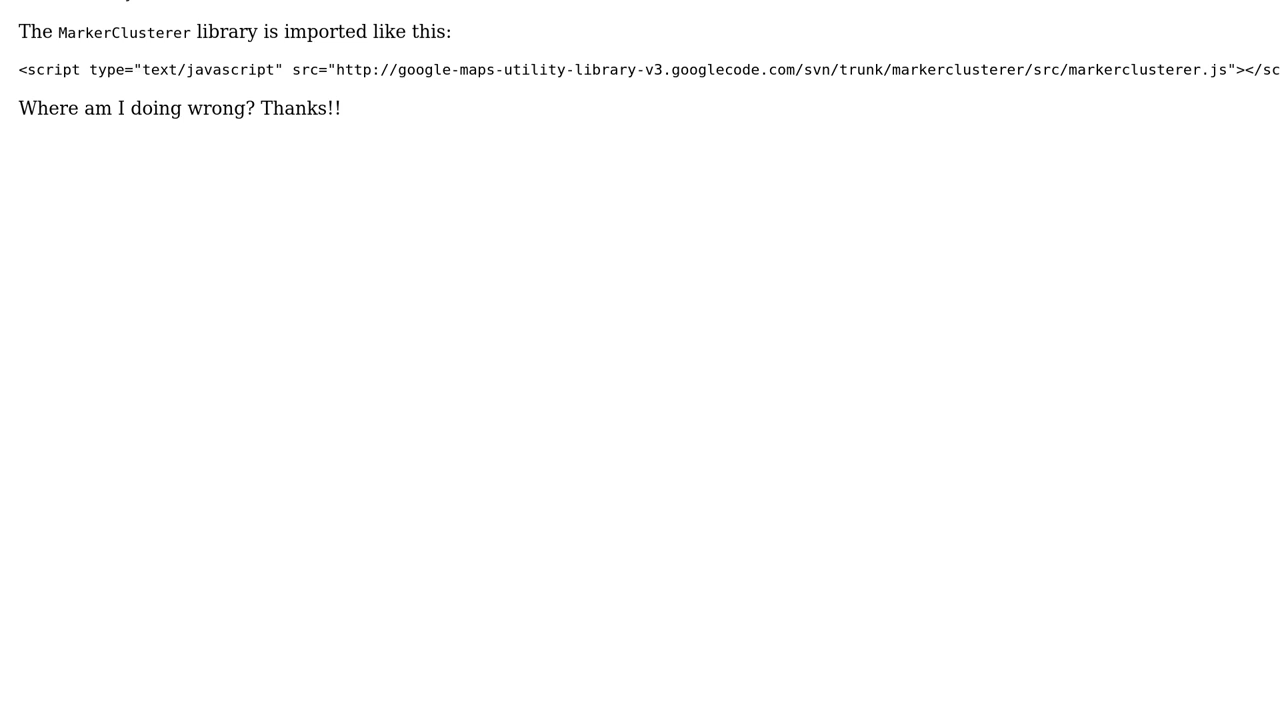 The MarkerClusterer library is imported like this:
<script type="text/javascript" src="http://google-maps-utility-library-v3.googlecode.com/svn/trunk/markerclusterer/src/markerclusterer.js"></sc
Where am I doing wrong? Thanks!!